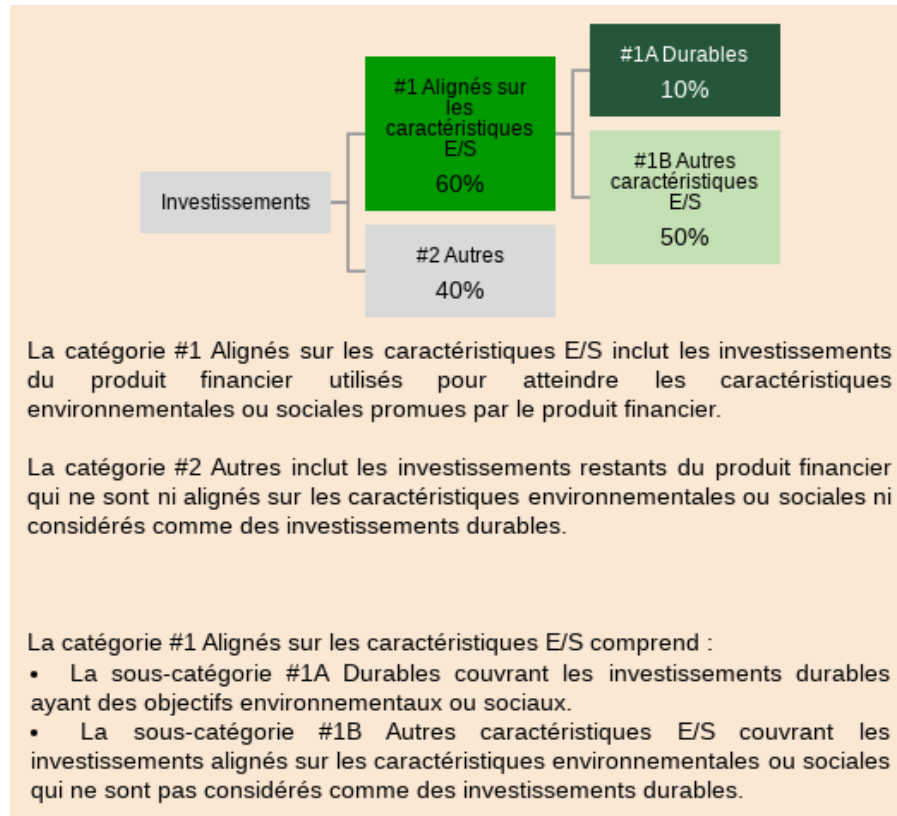 #1A Durables
10%
#1 Alignés sur
les
caractéristiques
E/S
60%
#1B Autres
caractéristiques
E/S
50%
Investissements
#2 Autres
40%
La catégorie #1 Alignés sur les caractéristiques E/S inclut les investissements
du produit financier utilisés pour atteindre les caractéristiques
environnementales ou sociales promues par le produit financier.
La catégorie #2 Autres inclut les investissements restants du produit financier
qui ne sont ni alignés sur les caractéristiques environnementales ou sociales ni
considérés comme des investissements durables.
La catégorie #1 Alignés sur les caractéristiques E/S comprend :
• La sous-catégorie #1A Durables couvrant les investissements durables
ayant des objectifs environnementaux ou sociaux.
• La sous-catégorie #1B Autres caractéristiques E/S couvrant les
investissements alignés sur les caractéristiques environnementales ou sociales
qui ne sont pas considérés comme des investissements durables.